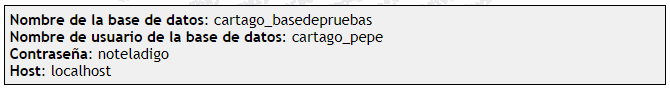 Nombre de la base de datos: cartago_basedepruebas
Nombre de usuario de la base de datos: cartago_pepe
Contraseña: noteladigo
Host: localhost